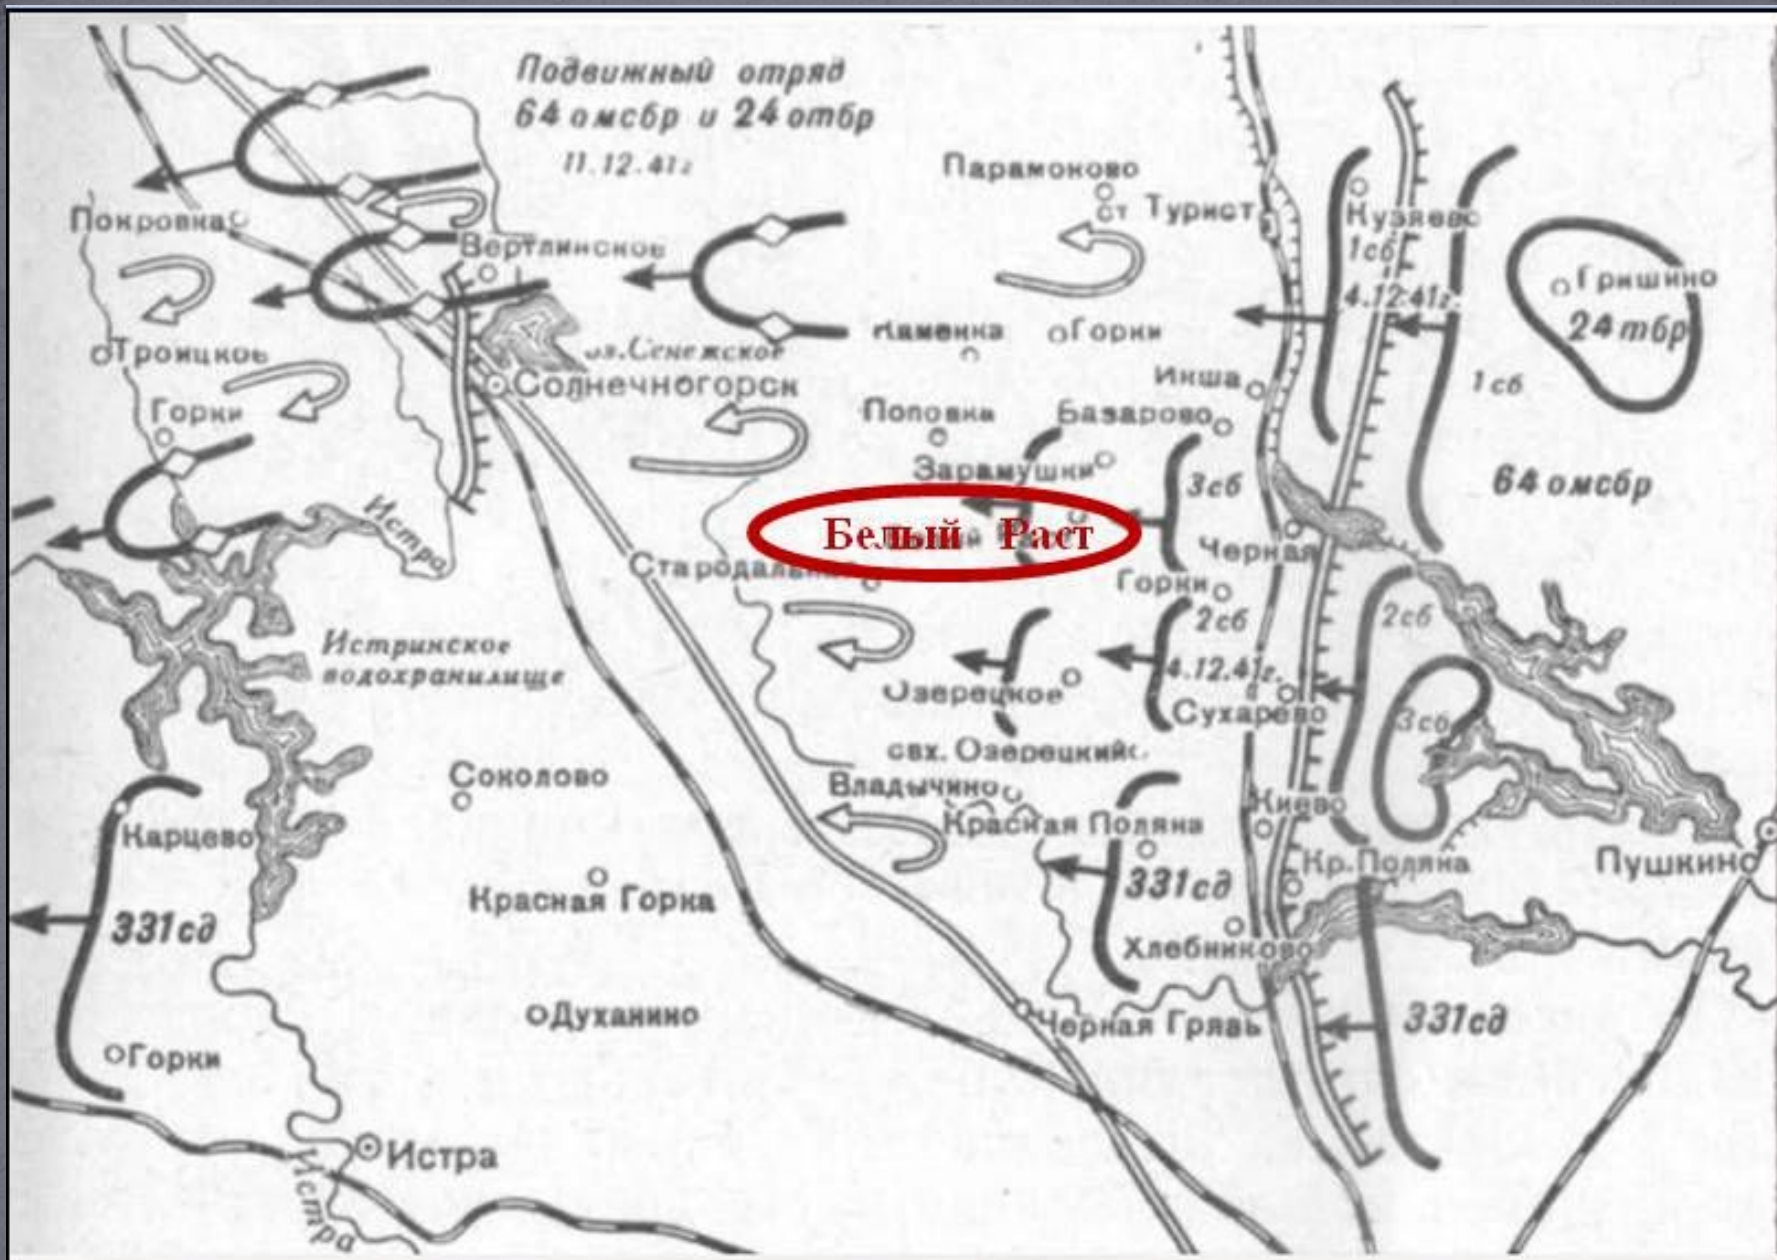 Подвижный отряд
64 омсбр и 24 отбр
11.12.41г
Парамоново
ст Турист
Кузяево
1сб
4.12.41г.
Гришино
24 тбр
1сб
Покровка
Вертлинское
Троицкое
оз. Сенежское
Каменка
Горки
Солнечногорск
Икша
Горки
Поповка
Базарово
Зарамушки
3сб
64 омсбр
Истра
Белый Раст
Черная
Горки
2сб
2сб
4.12.41г.
Истринское
водохранилище
Озерецкое
Сухарево
3сб
свх. Озерецкий
Соколово
Владычино
Киево
Красная Поляна
Карцево
Кр. Поляна
Пушкино
331сд
Красная Горка
331сд
Хлебниково
Духанино
Черная Грязь
331сд
Горки
Истра
Истра